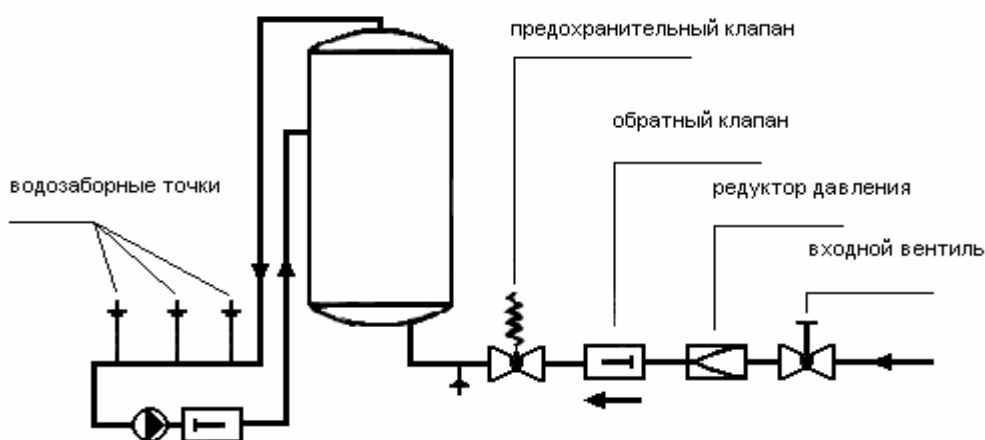 предохранительный клапан
обратный клапан
водозаборные точки
редуктор давления
входной вентиль